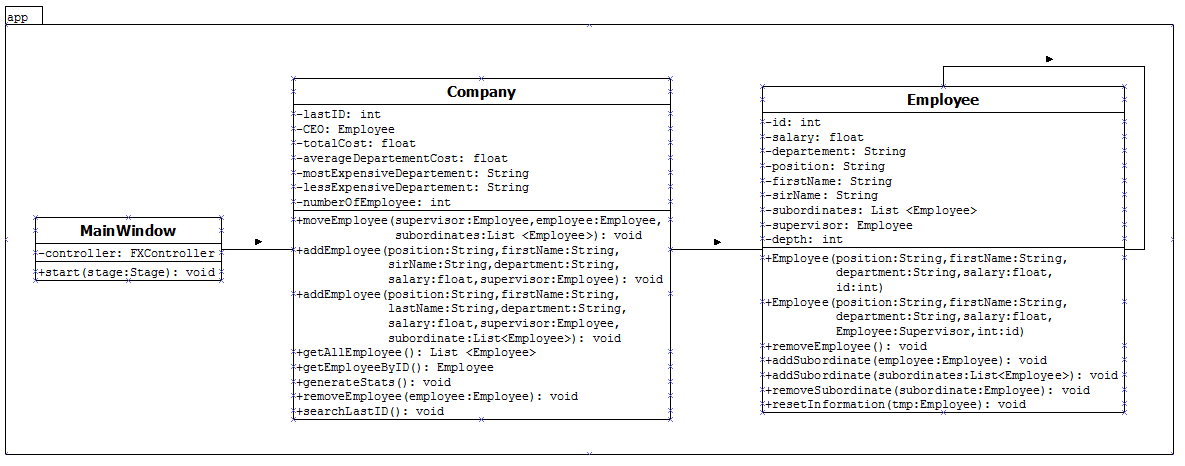 app
MainWindow
-controller: FXController
+start(stage:Stage): void
Company
-lastID: int
-CEO: Employee
-totalCost: float
-averageDepartementCost: float
-mostExpensiveDepartement: String
-lessExpensiveDepartement: String
-numberOfEmployee: int
+moveEmployee(supervisor:Employee,employee:Employee,
subordinates:List <Employee>): void
+addEmployee(position:String,firstName:String,
sirName:String,department:String,
salary:float,supervisor:Employee): void
+addEmployee(position:String,firstName:String,
lastName:String,department:String,
salary:float,supervisor:Employee,
subordinate:List<Employee>): void
+getAllEmployee(): List <Employee>
+getEmployeeByID(): Employee
+generateStats(): void
+removeEmployee(employee:Employee): void
+searchLastID(): void
Employee
-id: int
-salary: float
-departement: String
-position: String
-firstName: String
-sirName: String
-subordinates: List <Employee>
-supervisor: Employee
-depth: int
+Employee(position:String,firstName:String,
department:String,salary:float,
id:int)
+Employee(position:String,firstName:String,
department:String,salary:float,
Employee:Supervisor,int:id)
+removeEmployee(): void
+addSubordinate(employee:Employee): void
+addSubordinate(subordinates:List<Employee>): void
+removeSubordinate(subordinate:Employee): void
+resetInformation(tmp:Employee): void